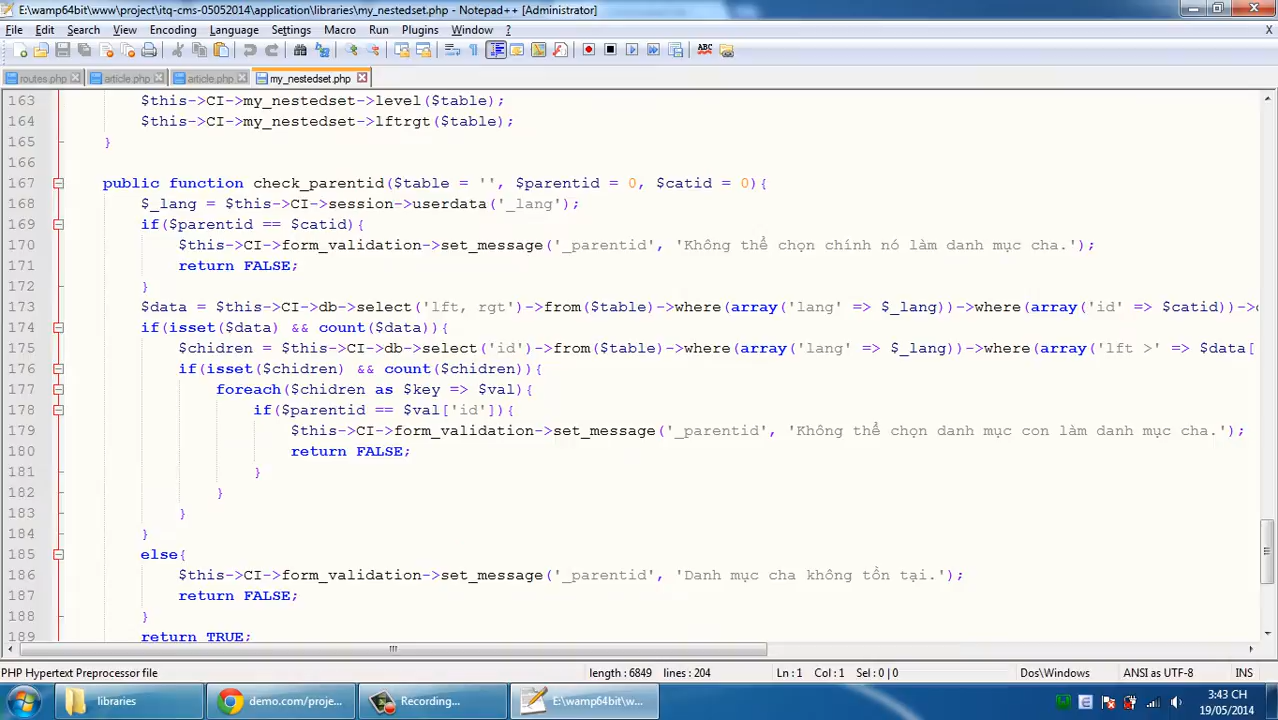 E:\wamp64bit\www\project\itq-cms-05052014\application\libraries\my_nestedset.php - Notepad++ [Administrator]
File Edit Search View Encoding Language Settings Macro Run Plugins Window ? X
routes.php article.php article.php my_nestedset.php
163 $this->CI->my_nestedset->level($table);
164 $this->CI->my_nestedset->lftrgt($table);
165 }
166
167 public function check_parentid($table = '', $parentid = 0, $catid = 0){
168 $_lang = $this->CI->session->userdata('_lang');
169 if($parentid == $catid){
170 $this->CI->form_validation->set_message('_parentid', 'Không thể chọn chính nó làm danh mục cha.');
171 return FALSE;
172 }
173 $data = $this->CI->db->select('lft, rgt')->from($table)->where(array('lang' => $_lang))->where(array('id' => $catid))->
174 if(isset($data) && count($data)){
175 $chidren = $this->CI->db->select('id')->from($table)->where(array('lang' => $_lang))->where(array('lft >' => $data[
176 if(isset($chidren) && count($chidren)){
177 foreach($chidren as $key => $val){
178 if($parentid == $val['id']){
179 $this->CI->form_validation->set_message('_parentid', 'Không thể chọn danh mục con làm danh mục cha.');
180 return FALSE;
181 }
182 }
183 }
184 }
185 else{
186 $this->CI->form_validation->set_message('_parentid', 'Danh mục cha không tồn tại.');
187 return FALSE;
188 }
189 return TRUE;
PHP Hypertext Preprocessor file length : 6849 lines : 204 Ln : 1 Col : 1 Sel : 0 | 0 Dos\Windows ANSI as UTF-8 INS
libraries demo.com/proje... Recording... E:\wamp64bit\w... 3:43 CH
19/05/2014